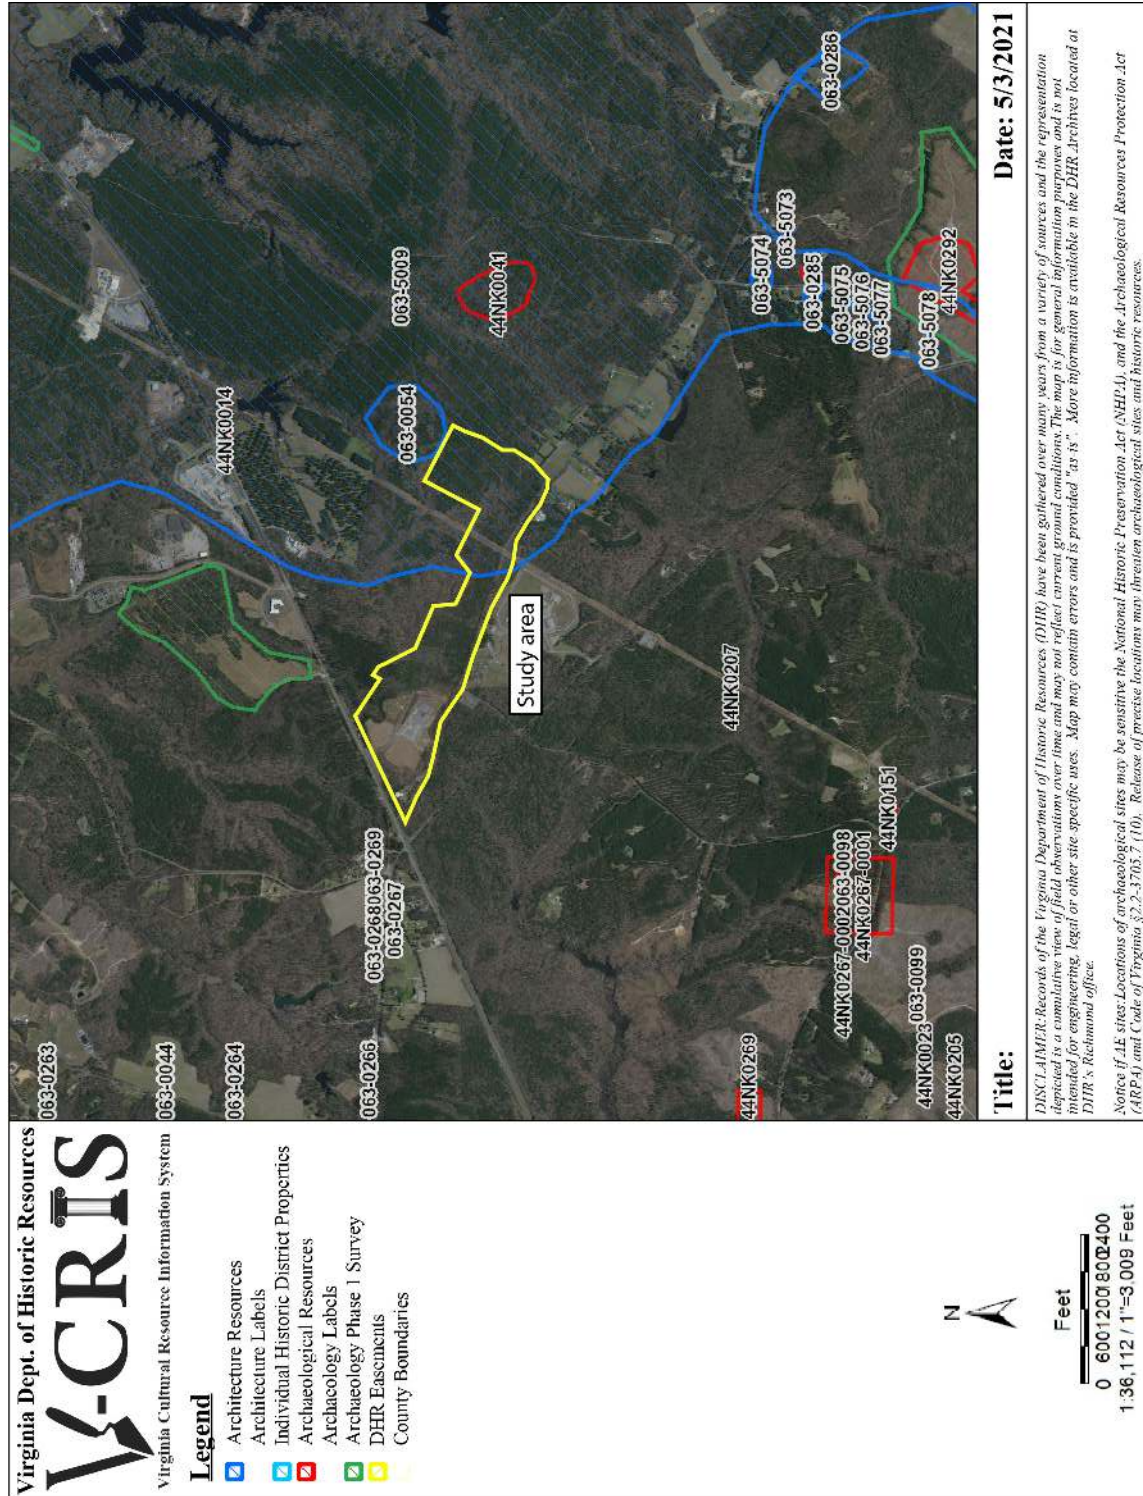 Virginia Dept. of Historic Resources
V-CRIS
Virginia Cultural Resource Information System
Legend
Architecture Resources
Architecture Labels
Individual Historic District Properties
Archaeological Resources
Archaeology Labels
Archaeology Phase 1 Survey
DHR Easements
County Boundaries
N
Feet
0 600 1200 1800 2400
1:36,112 / 1"=3,009 Feet
063-0263
063-0044
063-0264
063-0266
063-0268 063-0269
063-0267
44NK0014
063-0054
063-5009
44NK0041
Study area
44NK0207
44NK0269
44NK0267-0002 063-0098
44NK0267-0001
44NK0151
063-0099
44NK0023
44NK0205
063-5074
063-5073
063-0285
063-5075
063-5076
063-5077
063-5078
44NK0292
063-0286
Title:
Date: 5/3/2021
DISCLAIMER:Records of the Virginia Department of Historic Resources (DHR) have been gathered over many years from a variety of sources and the representation
depicted is a cumulative view of field observations over time and may not reflect current ground conditions.The map is for general information purposes and is not
intended for engineering, legal or other site-specific uses. Map may contain errors and is provided "as is". More information is available in the DHR Archives located at
DHR's Richmond office.
Notice if AE sites:Locations of archaeological sites may be sensitive the National Historic Preservation Act (NHPA), and the Archaeological Resources Protection Act
(ARPA) and Code of Virginia §2.2-3705.7 (10). Release of precise locations may threaten archaeological sites and historic resources.